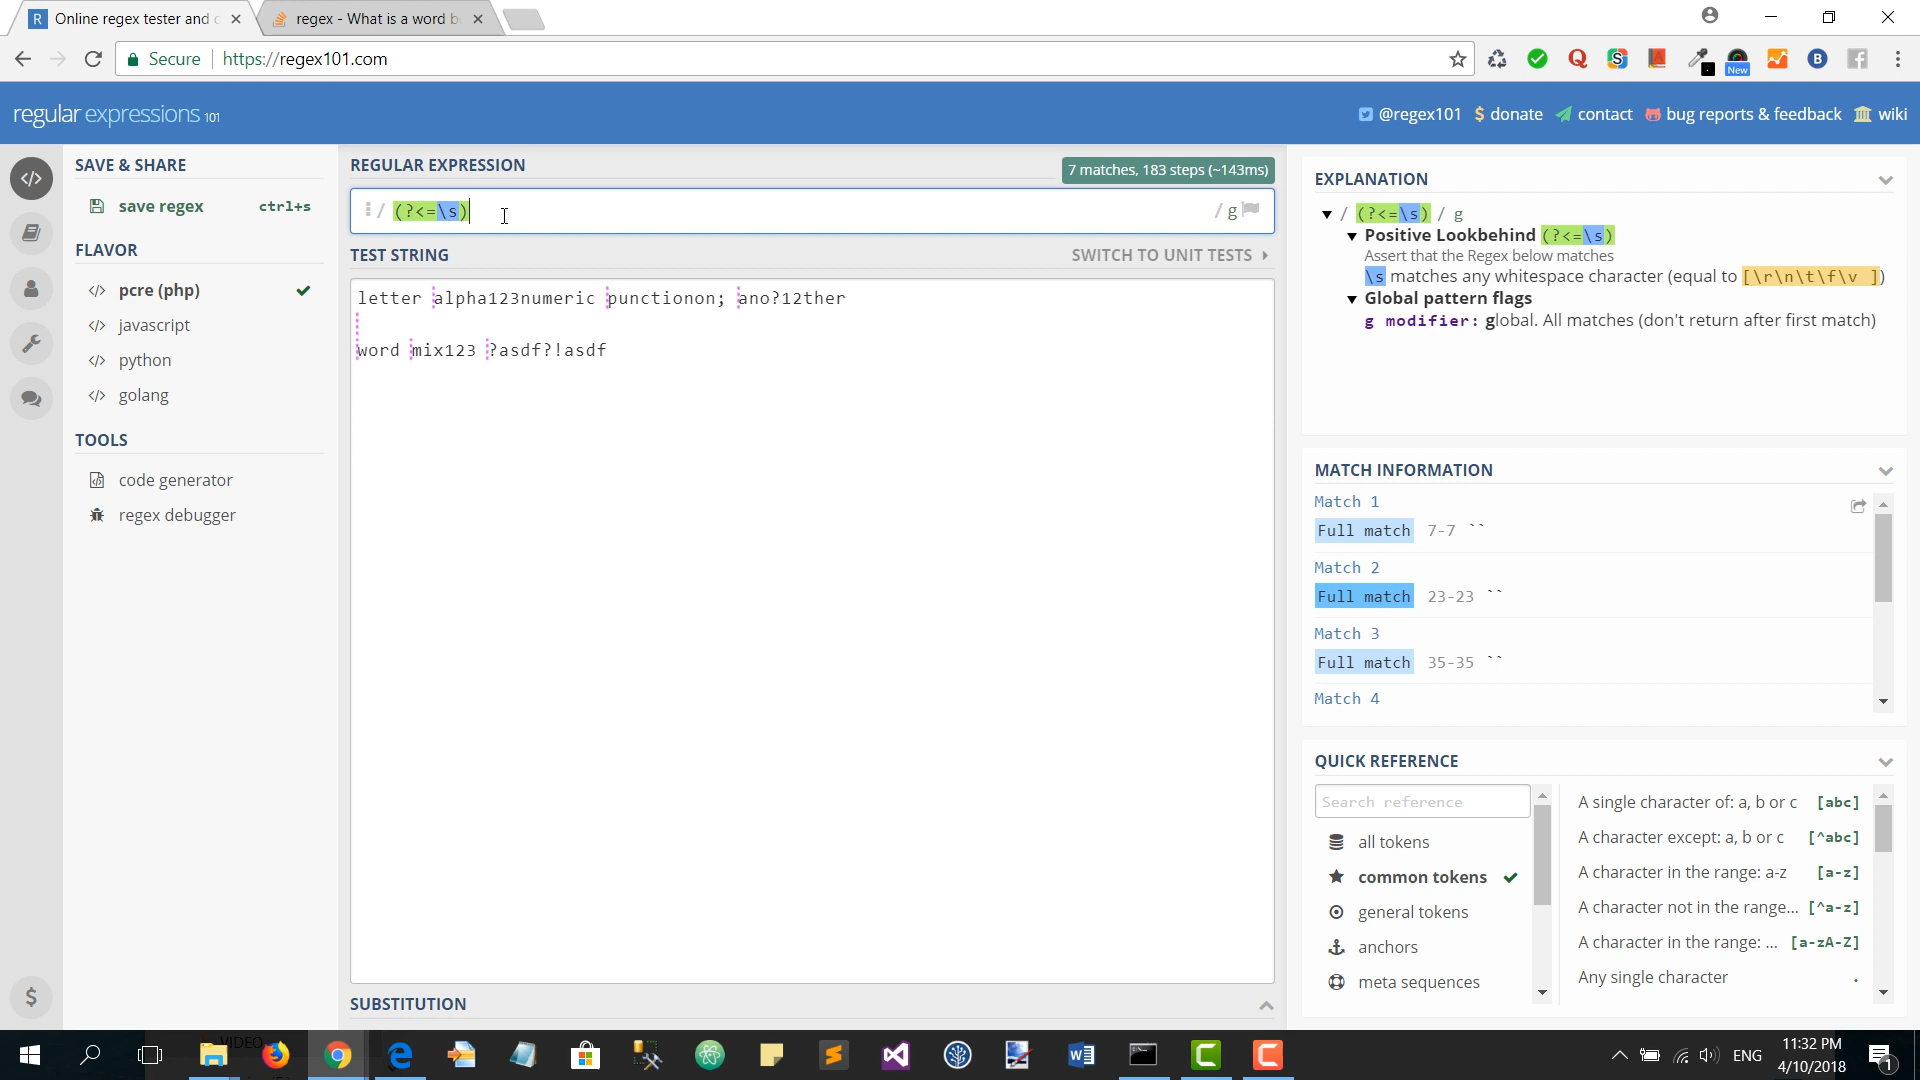 Online regex tester and d
regex - What is a word b
Secure
https://regex101.com
New
regular expressions 101
@regex101
donate
contact
bug reports & feedback
wiki
SAVE & SHARE
save regex ctrl+s
FLAVOR
pcre (php)
javascript
python
golang
TOOLS
code generator
regex debugger
REGULAR EXPRESSION
7 matches, 183 steps (~143ms)
/ (?<=\s) / g
TEST STRING
SWITCH TO UNIT TESTS
letter alpha123numeric punctionon; ano?12ther
word mix123 ?asdf?!asdf
SUBSTITUTION
EXPLANATION
/ (?<=\s) / g
Positive Lookbehind (?<=\s)
Assert that the Regex below matches
\s matches any whitespace character (equal to [\r\n\t\f\v ])
Global pattern flags
g modifier: global. All matches (don't return after first match)
MATCH INFORMATION
Match 1
Full match 7-7 ``
Match 2
Full match 23-23 ``
Match 3
Full match 35-35 ``
Match 4
QUICK REFERENCE
Search reference
all tokens
common tokens
general tokens
anchors
meta sequences
A single character of: a, b or c [abc]
A character except: a, b or c [^abc]
A character in the range: a-z [a-z]
A character not in the range... [^a-z]
A character in the range: ... [a-zA-Z]
Any single character .
VIDEO
ENG
11:32 PM
4/10/2018
1